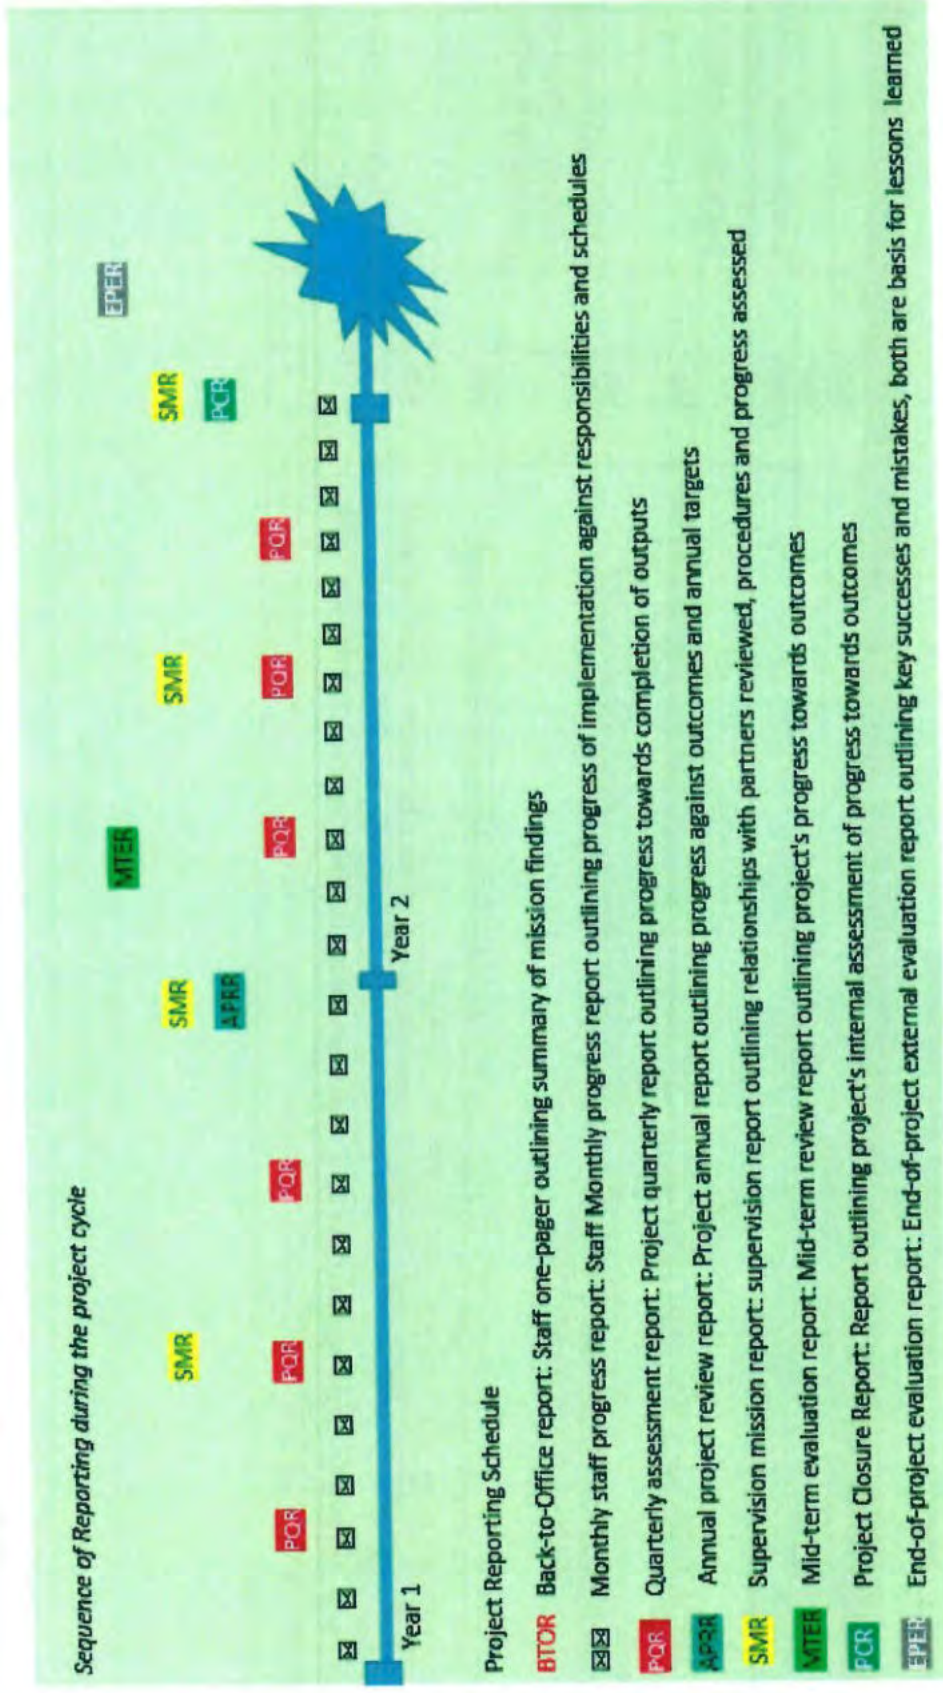 Sequence of Reporting during the project cycle
EPER
MTER
SMR
SMR
SMR
SMR
APRR
PCR
PQR
PQR
PQR
PQR
PQR
PQR
Year 1
Year 2
Project Reporting Schedule
BTOR Back-to-Office report: Staff one-pager outlining summary of mission findings
Monthly staff progress report: Staff Monthly progress report outlining progress of implementation against responsibilities and schedules
PQR Quarterly assessment report: Project quarterly report outlining progress towards completion of outputs
APRR Annual project review report: Project annual report outlining progress against outcomes and annual targets
SMR Supervision mission report: supervision report outlining relationships with partners reviewed, procedures and progress assessed
MTER Mid-term evaluation report: Mid-term review report outlining project's progress towards outcomes
PCR Project Closure Report: Report outlining project's internal assessment of progress towards outcomes
EPER End-of-project evaluation report: End-of-project external evaluation report outlining key successes and mistakes, both are basis for lessons learned